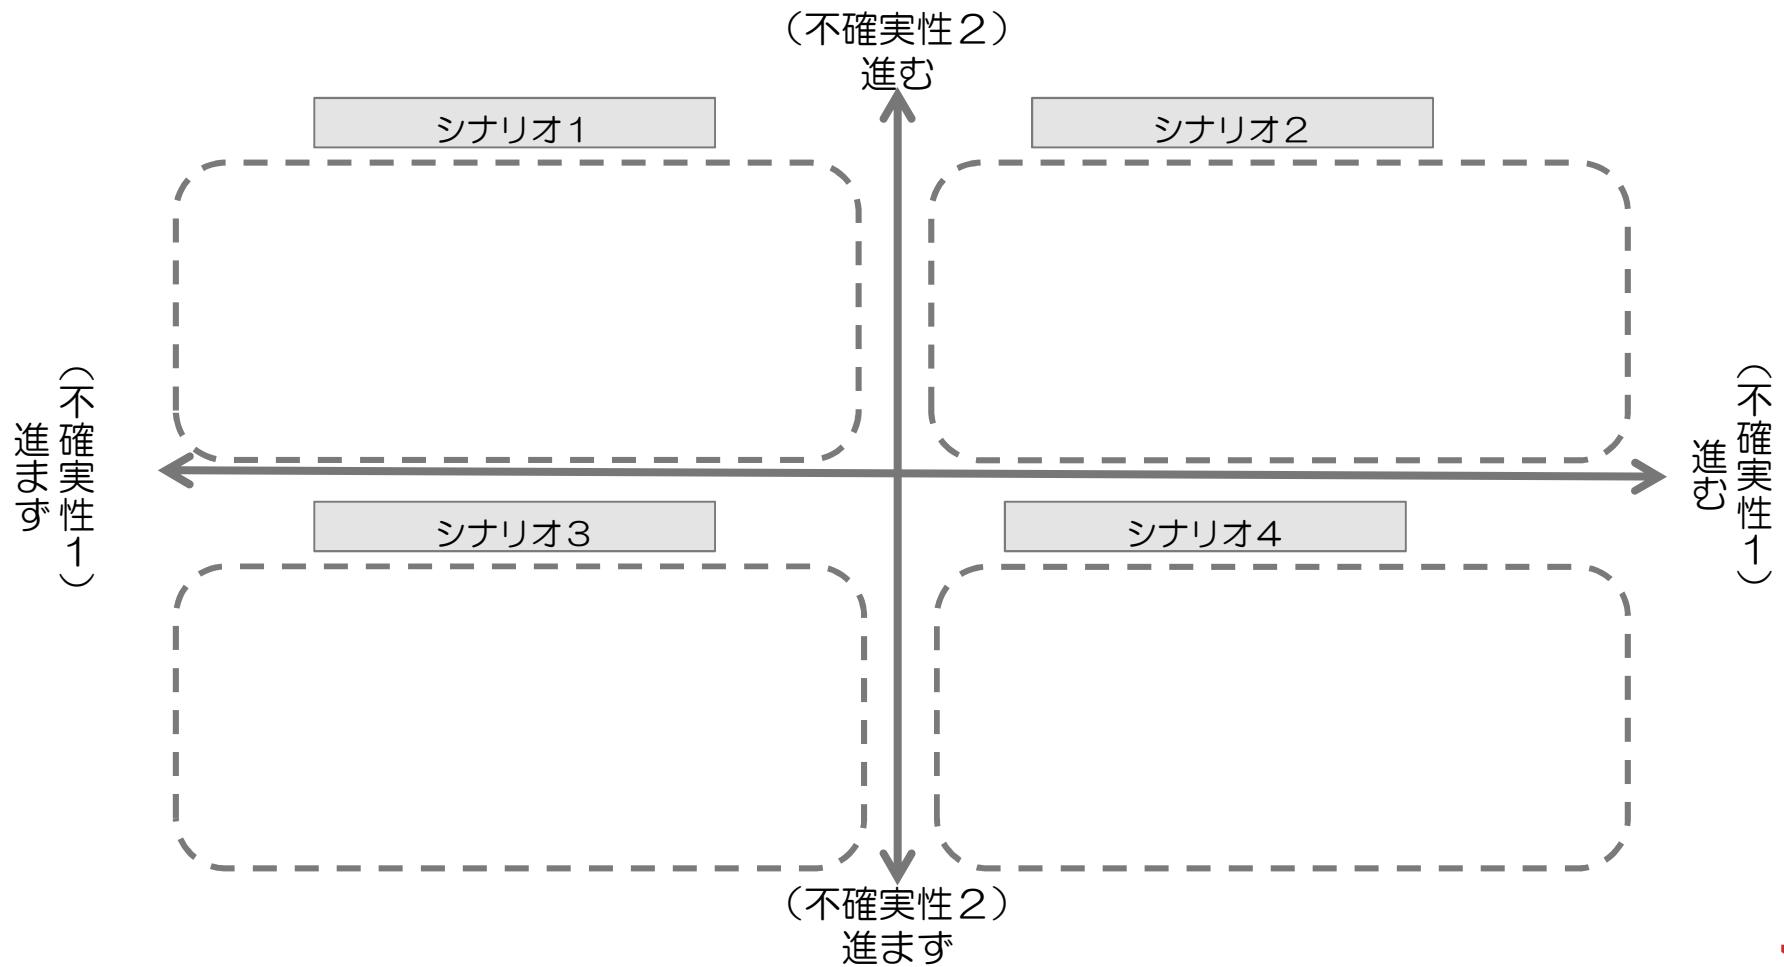 （不確実性２）
進む
シナリオ１
シナリオ２
（不確実性１）
進まず
（不確実性１）
進む
シナリオ３
シナリオ４
（不確実性２）
進まず